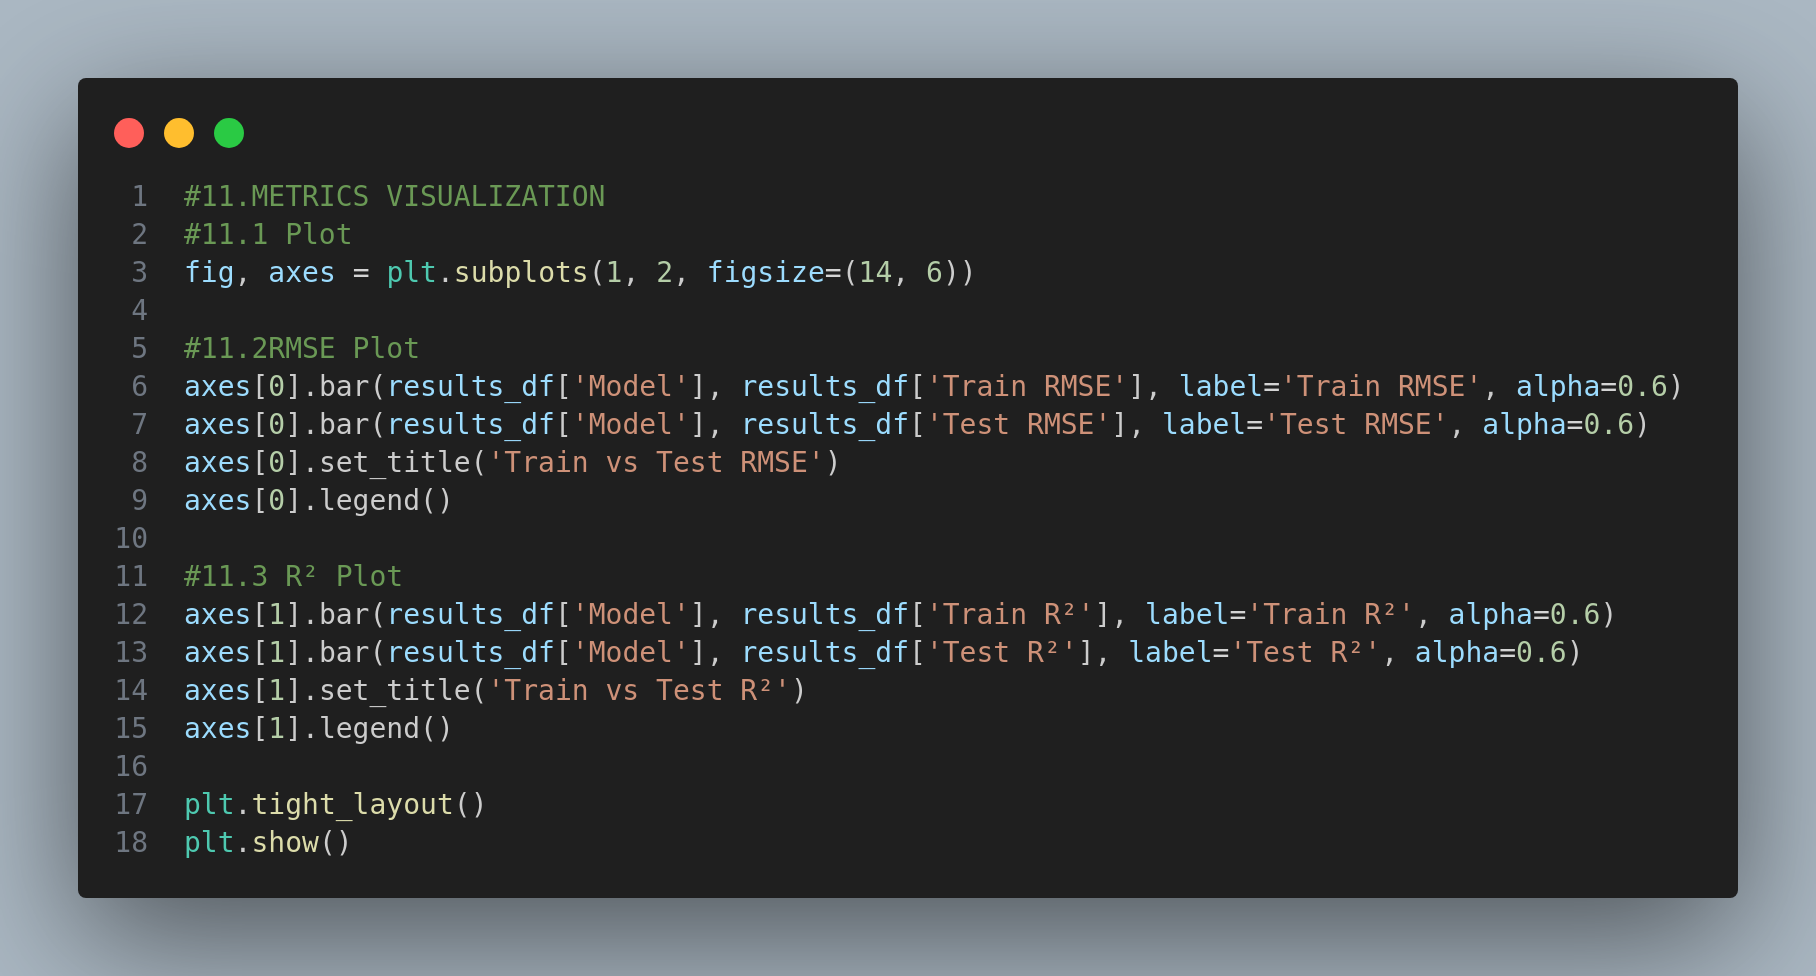 1 #11.METRICS VISUALIZATION
2 #11.1 Plot
3 fig, axes = plt.subplots(1, 2, figsize=(14, 6))
4
5 #11.2RMSE Plot
6 axes[0].bar(results_df['Model'], results_df['Train RMSE'], label='Train RMSE', alpha=0.6)
7 axes[0].bar(results_df['Model'], results_df['Test RMSE'], label='Test RMSE', alpha=0.6)
8 axes[0].set_title('Train vs Test RMSE')
9 axes[0].legend()
10
11 #11.3 R² Plot
12 axes[1].bar(results_df['Model'], results_df['Train R²'], label='Train R²', alpha=0.6)
13 axes[1].bar(results_df['Model'], results_df['Test R²'], label='Test R²', alpha=0.6)
14 axes[1].set_title('Train vs Test R²')
15 axes[1].legend()
16
17 plt.tight_layout()
18 plt.show()